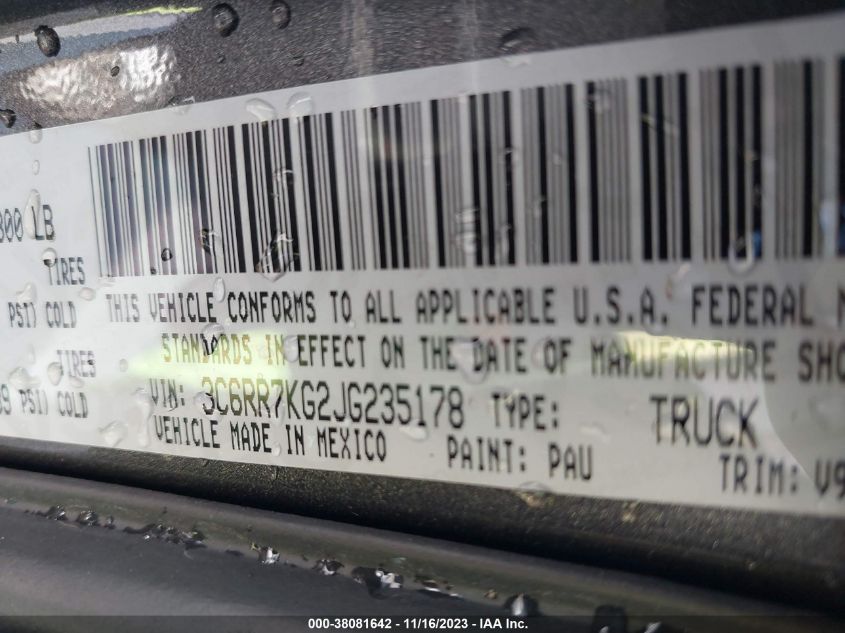 800 LB
TIRES
PSI) COLD
TIRES
PSI) COLD
THIS VEHICLE CONFORMS TO ALL APPLICABLE U.S.A. FEDERAL
STANDARDS IN EFFECT ON THE DATE OF MANUFACTURE SHO
VIN: 3C6RR7KG2JG235178 TYPE: TRUCK
VEHICLE MADE IN MEXICO PAINT: PAU TRIM: V9
000-38081642 - 11/16/2023 - IAA Inc.